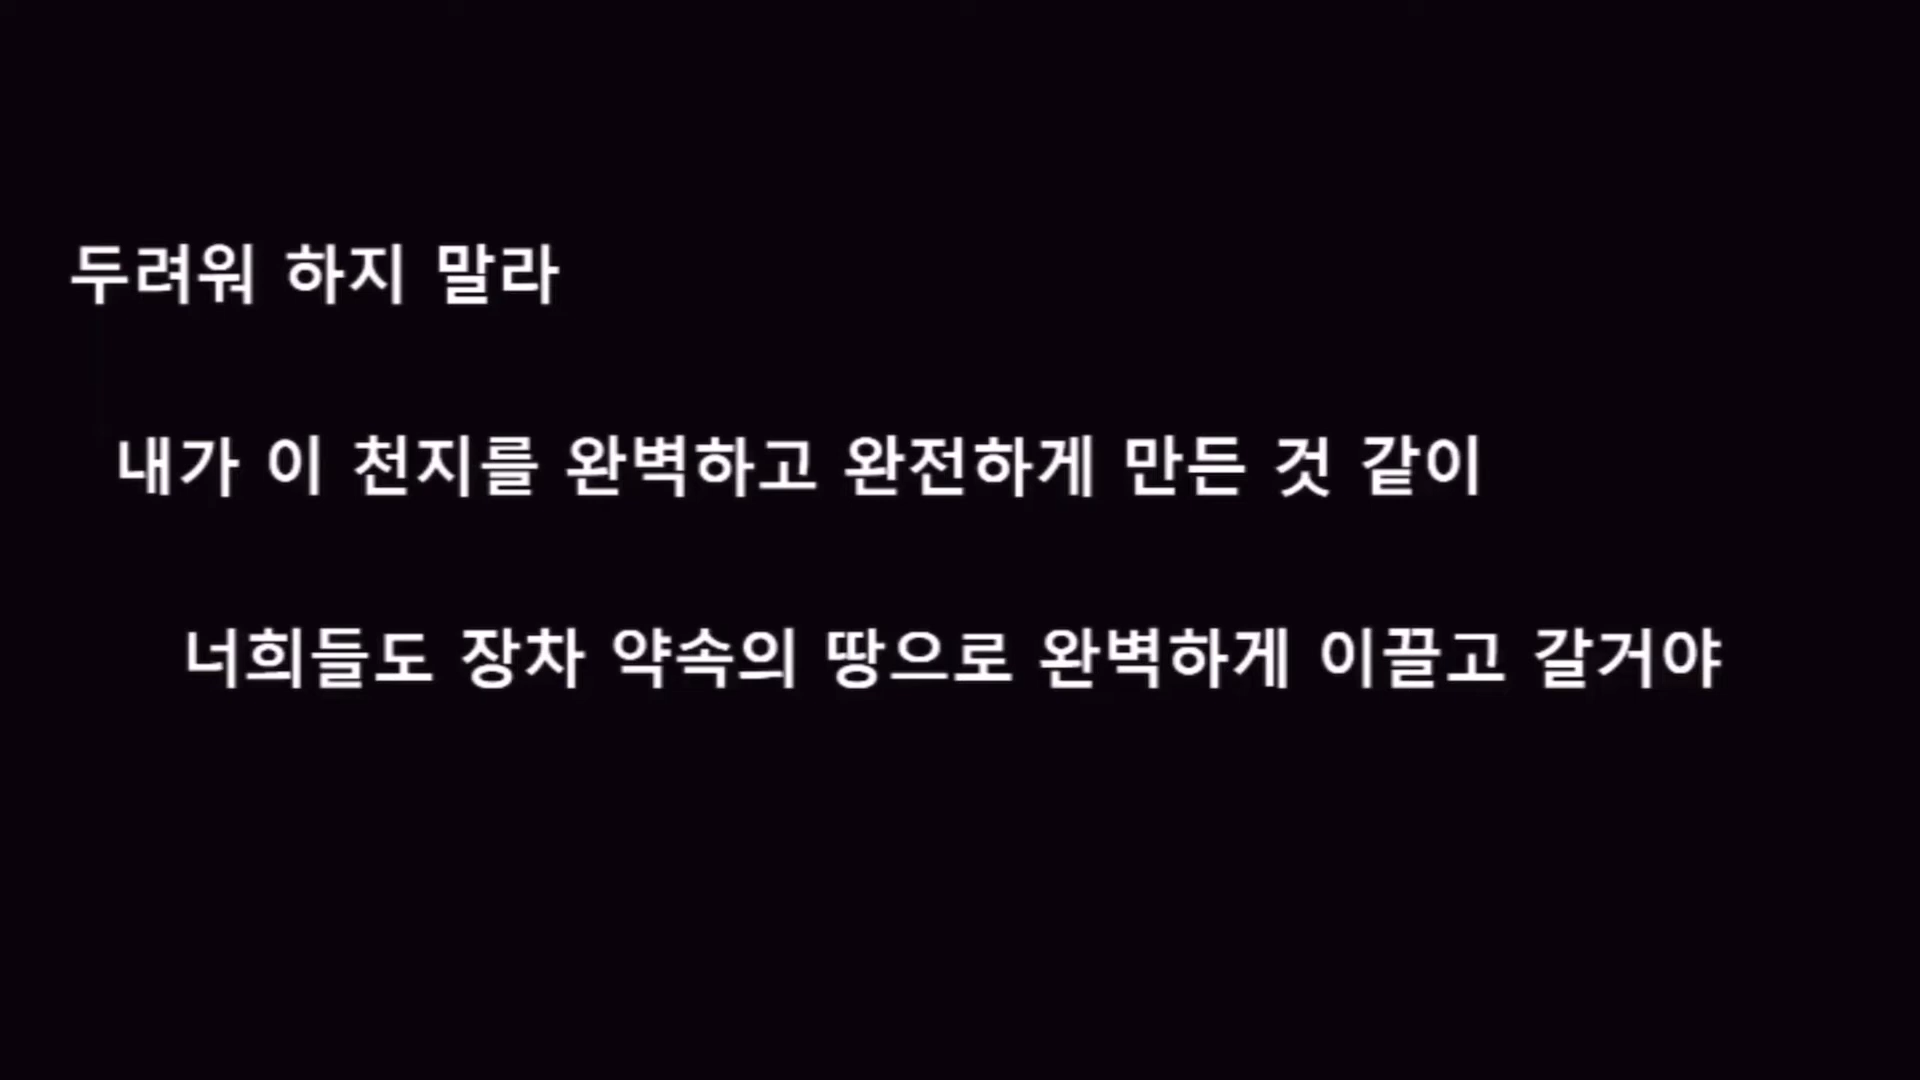 두려워 하지 말라
내가 이 천지를 완벽하고 완전하게 만든 것 같이
너희들도 장차 약속의 땅으로 완벽하게 이끌고 갈거야